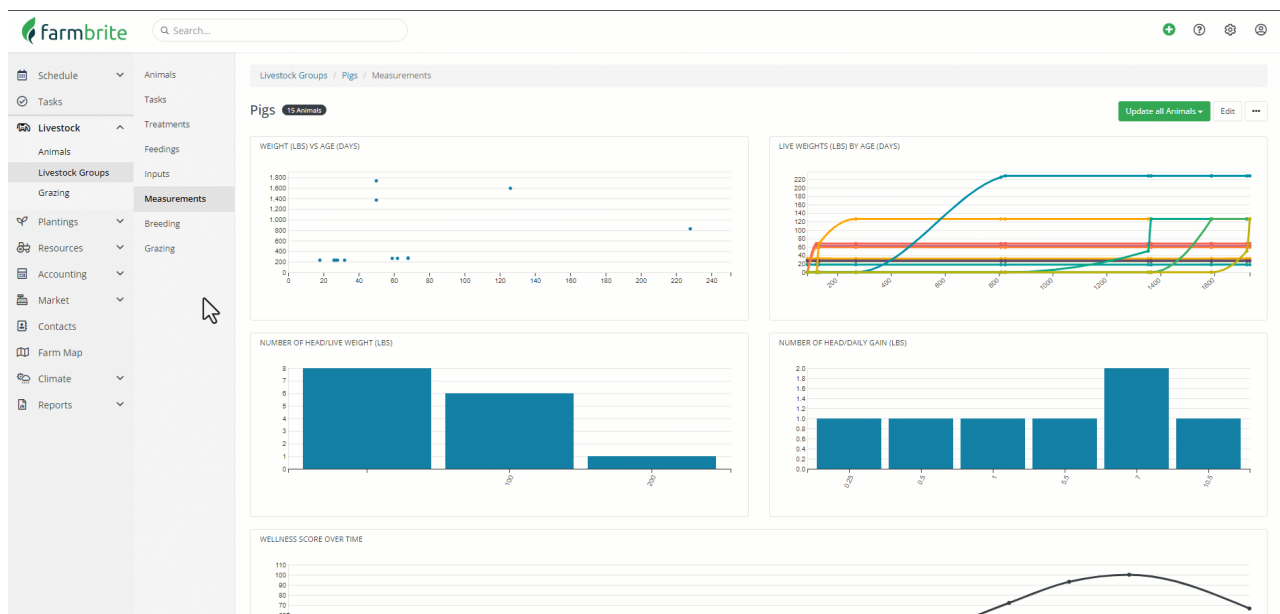 farmbrite
Search...
Schedule
Tasks
Livestock
Animals
Livestock Groups
Grazing
Plantings
Resources
Accounting
Market
Contacts
Farm Map
Climate
Reports
Animals
Tasks
Treatments
Feedings
Inputs
Measurements
Breeding
Grazing
Livestock Groups / Pigs / Measurements
Pigs 15 Animals
Update all Animals Edit
WEIGHT (LBS) VS AGE (DAYS)
1,800
1,600
1,400
1,200
1,000
800
600
400
200
0
0 20 40 60 80 100 120 140 160 180 200 220 240
LIVE WEIGHTS (LBS) BY AGE (DAYS)
220
200
180
160
140
120
100
80
60
40
20
0
200 400 600 800 1000 1200 1400 1600
NUMBER OF HEAD/LIVE WEIGHT (LBS)
8
7
6
5
4
3
2
1
0
100 200
NUMBER OF HEAD/DAILY GAIN (LBS)
2.0
1.8
1.6
1.4
1.2
1.0
0.8
0.6
0.4
0.2
0.0
0.25 0.5 1 5.5 7 10.5
WELLNESS SCORE OVER TIME
110
100
90
80
70